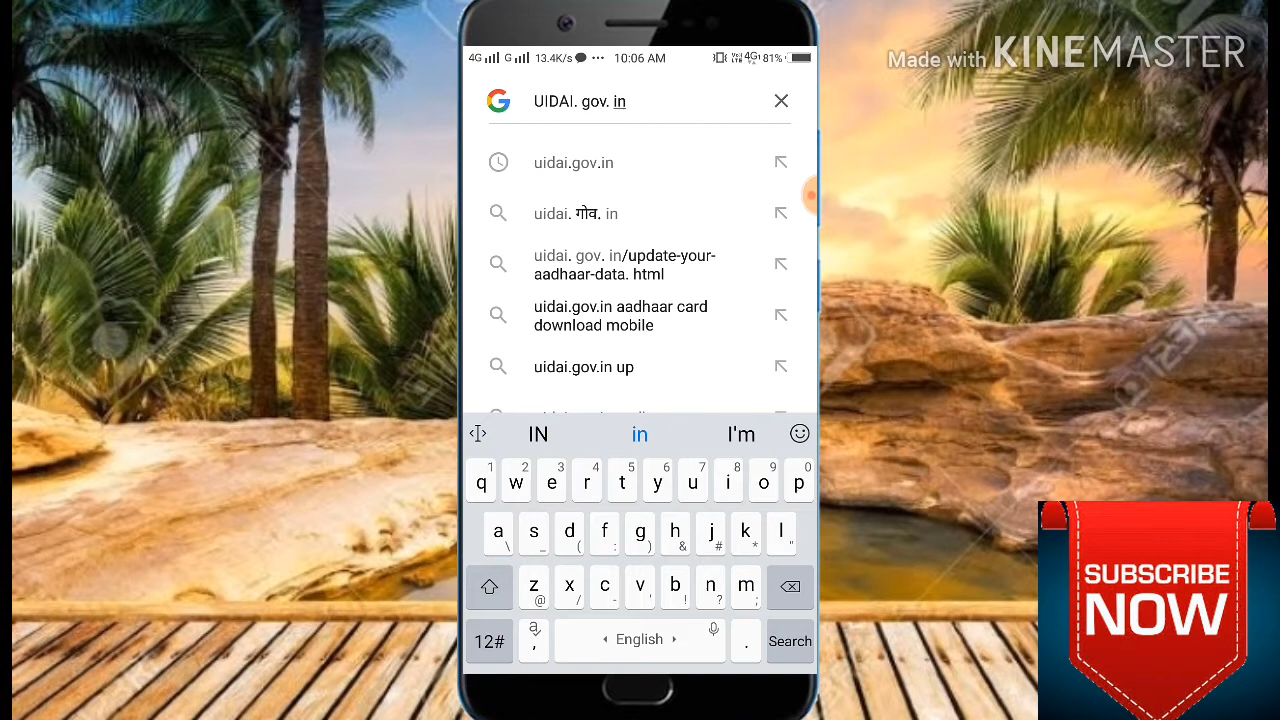 Made with KINEMASTER
4G G 13.4K/s 10:06 AM 4G 81%
UIDAI. gov. in
uidai.gov.in
uidai. गोव. in
uidai. gov. in/update-your-
aadhaar-data. html
uidai.gov.in aadhaar card
download mobile
uidai.gov.in up
IN in I'm
1 2 3 4 5 6 7 8 9 0
q w e r t y u i o p
a s d f g h j k l
\ _ ( : ) & # * "
z x c v b n m
@ / - ' ! ? ;
12# , English . Search
SUBSCRIBE
NOW